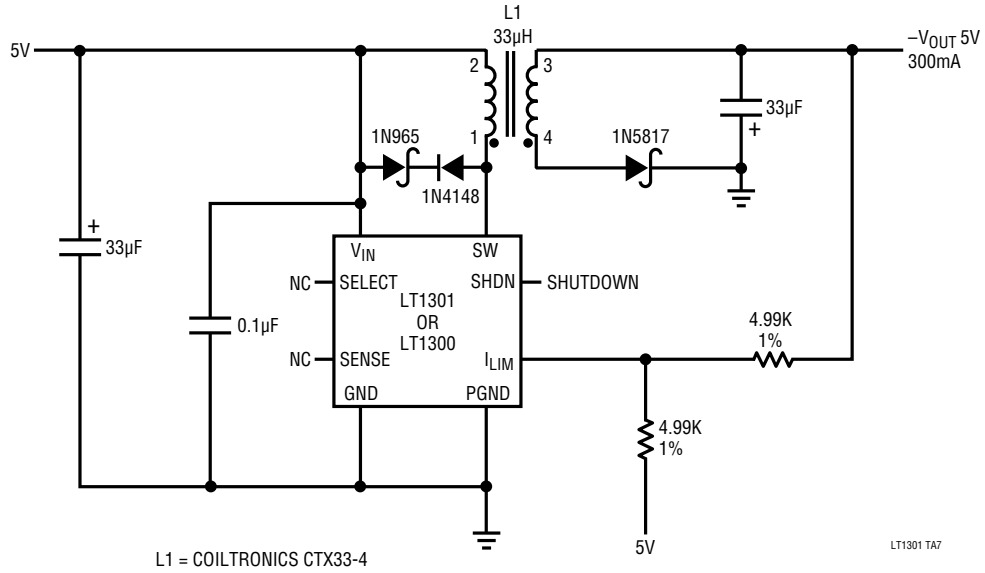 L1
33µH
5V
–VOUT 5V
300mA
2
3
33µF
+
1N965
1
4
1N5817
1N4148
+
33µF
VIN
SW
NC
SELECT
SHDN
SHUTDOWN
LT1301
OR
LT1300
0.1µF
4.99K
1%
NC
SENSE
ILIM
GND
PGND
4.99K
1%
5V
L1 = COILTRONICS CTX33-4
LT1301 TA7